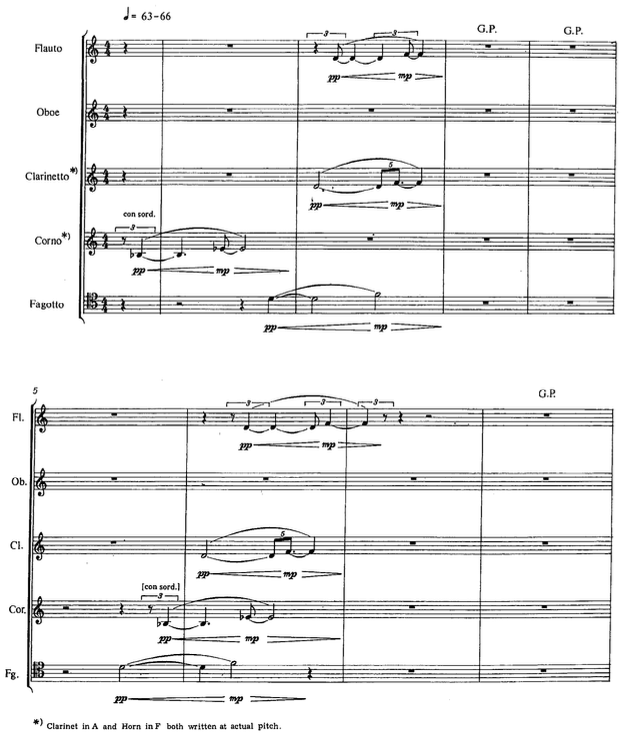 ♩ = 63-66
G.P. G.P.
Flauto
3 3
pp mp
Oboe
Clarinetto*)
5
pp mp
con sord.
3
Corno*)
pp mp
Fagotto
pp mp
5
G.P.
Fl.
3 3 3
pp mp
Ob.
Cl.
5
pp mp
[con sord.]
3
Cor.
pp mp
Fg.
pp mp
*) Clarinet in A and Horn in F both written at actual pitch.